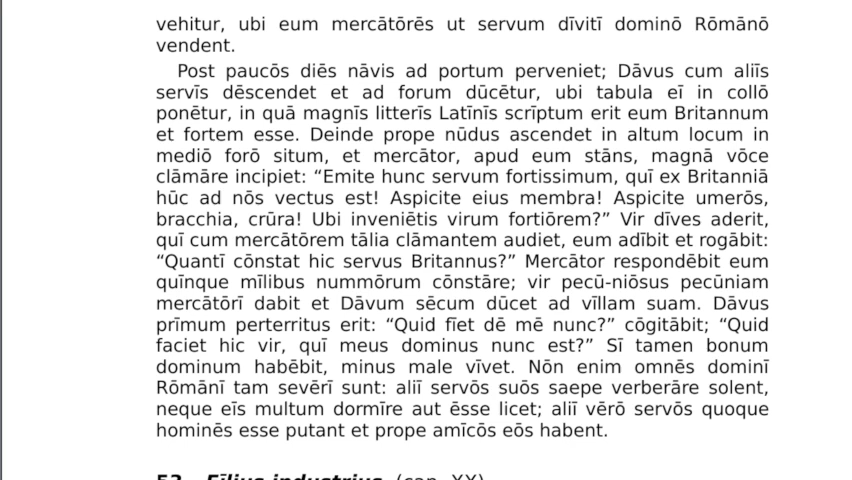 vehitur, ubi eum mercātōrēs ut servum dīvitī dominō Rōmānō
vendent.
Post paucōs diēs nāvis ad portum perveniet; Dāvus cum aliīs
servīs dēscendet et ad forum dūcētur, ubi tabula eī in collō
pōnētur, in quā magnīs litterīs Latīnīs scrīptum erit eum Britannum
et fortem esse. Deinde prope nūdus ascendet in altum locum in
mediō forō situm, et mercātor, apud eum stāns, magnā vōce
clāmāre incipiet: “Emite hunc servum fortissimum, quī ex Britanniā
hūc ad nōs vectus est! Aspicite eius membra! Aspicite umerōs,
bracchia, crūra! Ubi inveniētis virum fortiōrem?” Vir dīves aderit,
quī cum mercātōrem tālia clāmantem audiet, eum adībit et rogābit:
“Quantī cōnstat hic servus Britannus?” Mercātor respondēbit eum
quīnque mīlibus nummōrum cōnstāre; vir pecū-niōsus pecūniam
mercātōrī dabit et Dāvum sēcum dūcet ad vīllam suam. Dāvus
prīmum perterritus erit: “Quid fīet dē mē nunc?” cōgitābit; “Quid
faciet hic vir, quī meus dominus nunc est?” Sī tamen bonum
dominum habēbit, minus male vīvet. Nōn enim omnēs dominī
Rōmānī tam sevērī sunt: aliī servōs suōs saepe verberāre solent,
neque eīs multum dormīre aut ēsse licet; aliī vērō servōs quoque
hominēs esse putant et prope amīcōs eōs habent.
52. Fīlius industrius (cap. XX)